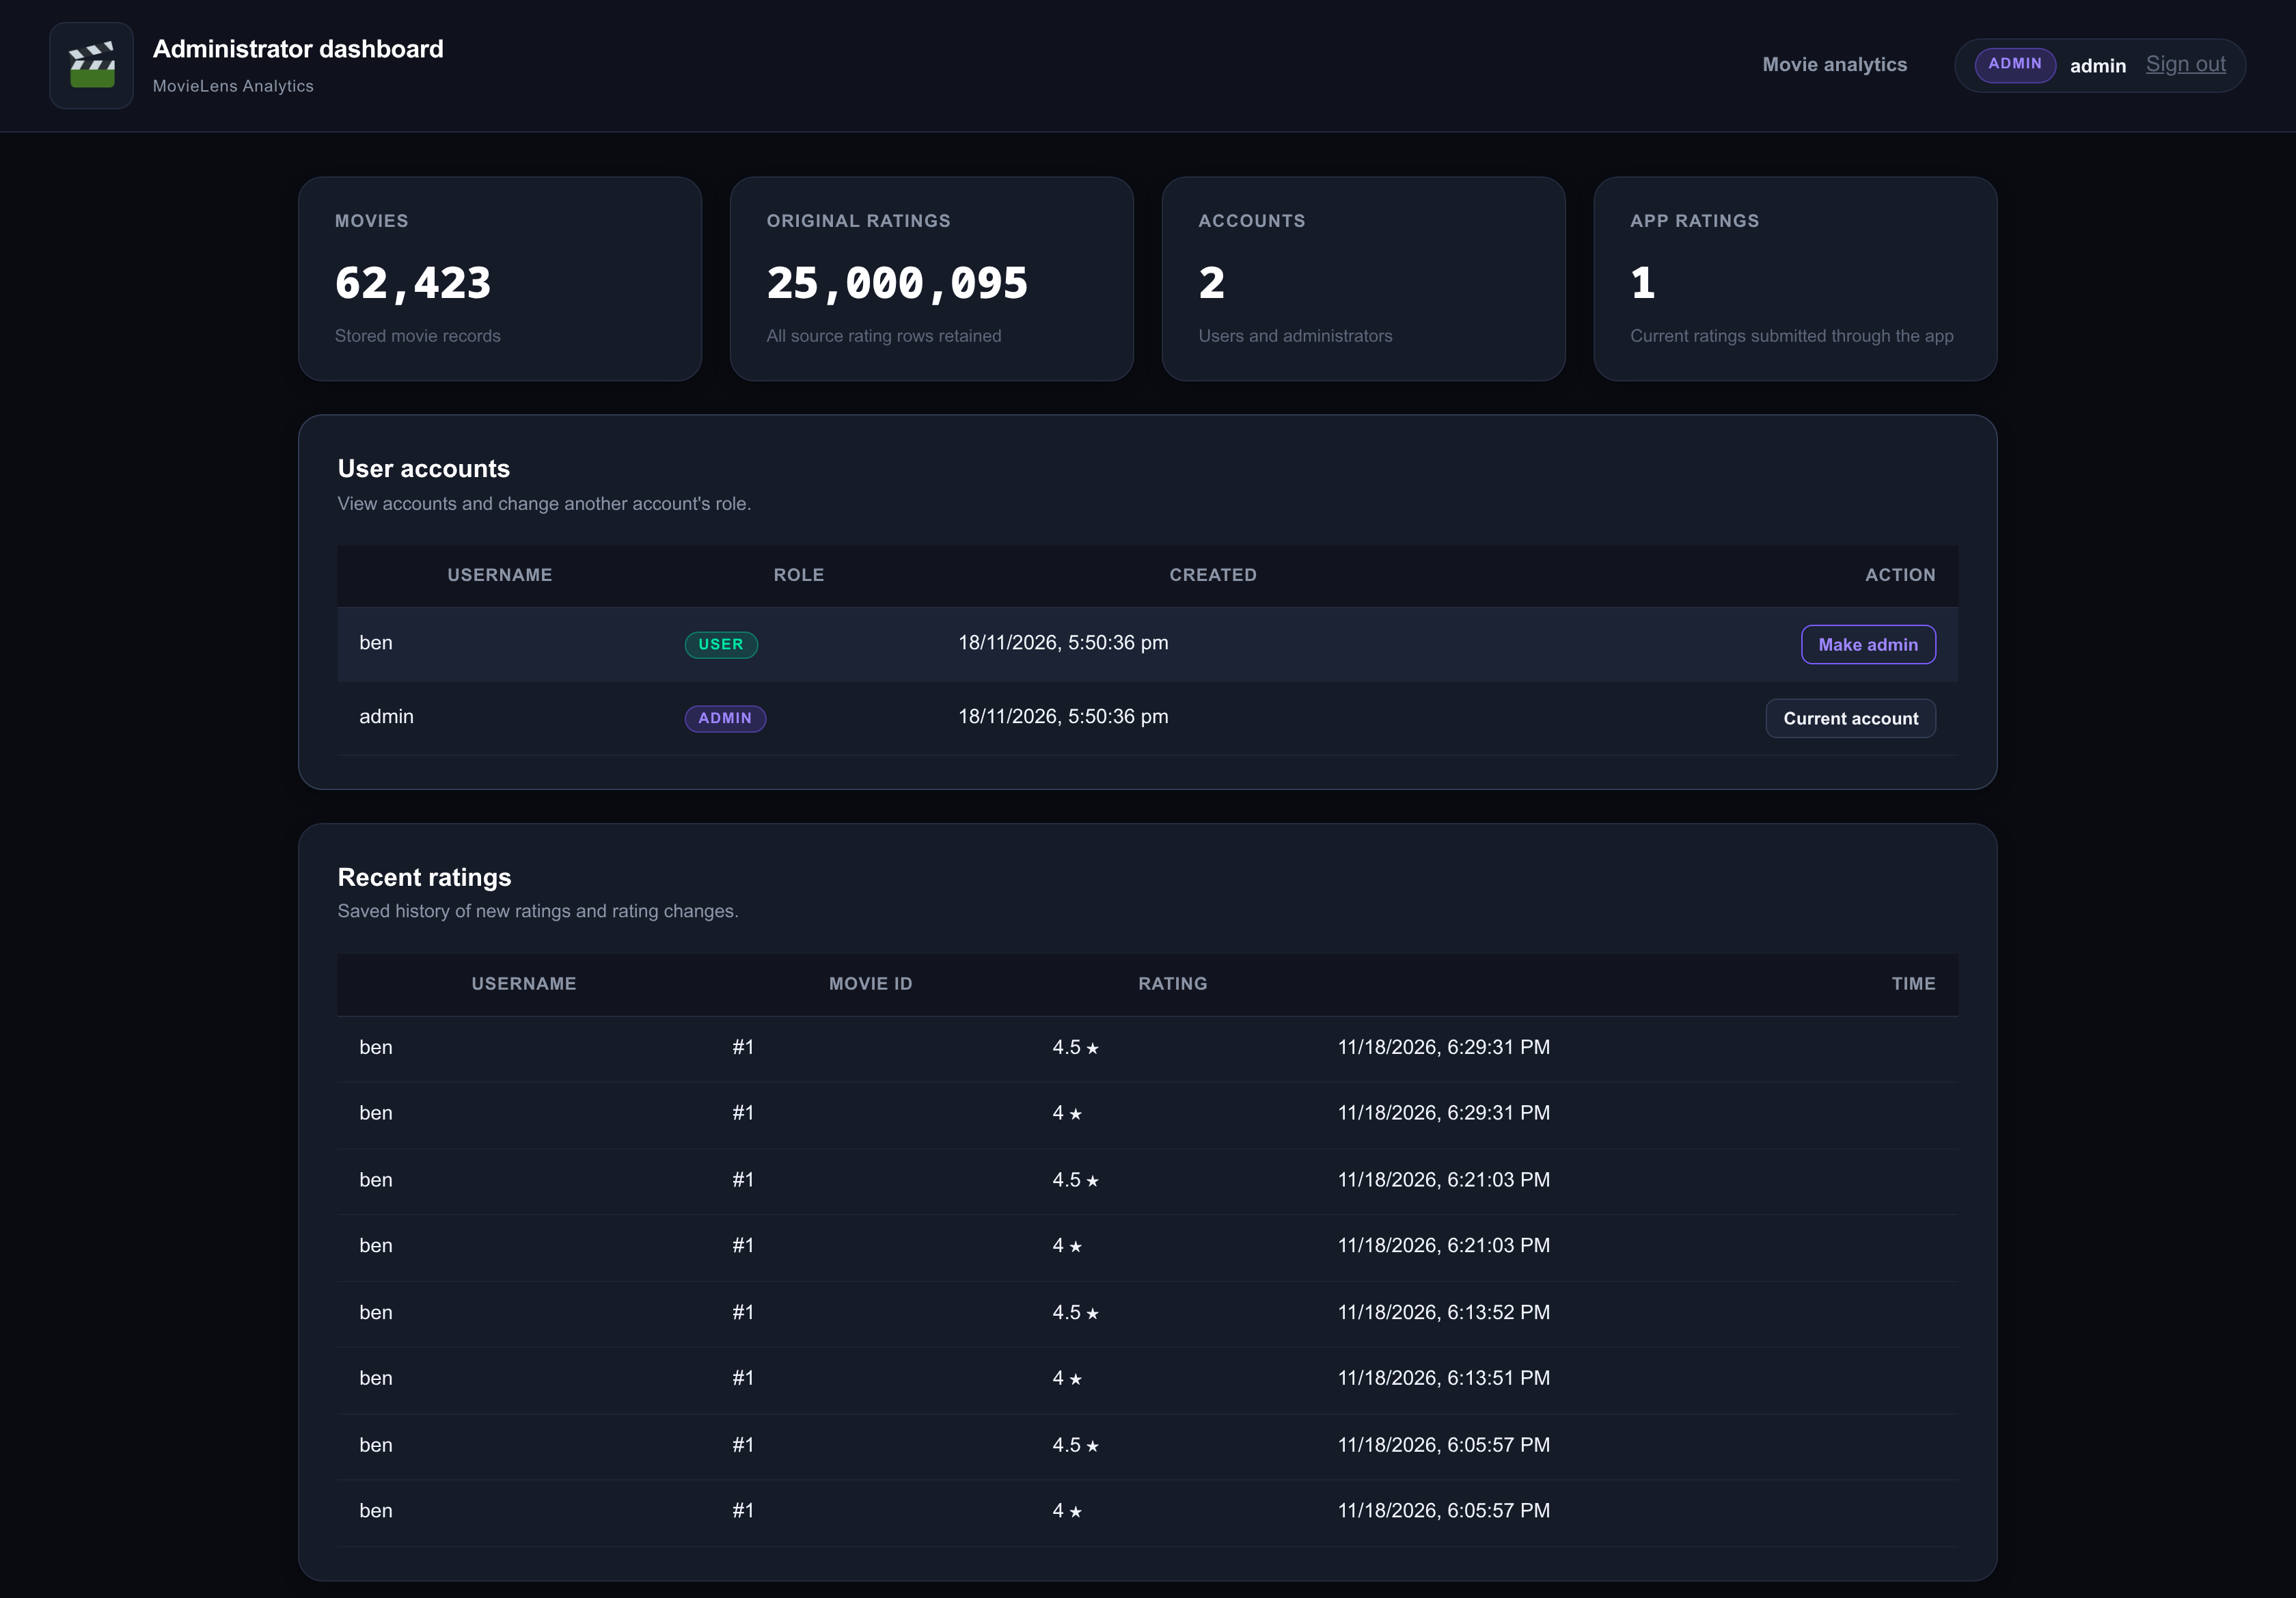 Administrator dashboard
MovieLens Analytics
Movie analytics
ADMIN admin Sign out
MOVIES
62,423
Stored movie records
ORIGINAL RATINGS
25,000,095
All source rating rows retained
ACCOUNTS
2
Users and administrators
APP RATINGS
1
Current ratings submitted through the app
User accounts
View accounts and change another account's role.
USERNAME ROLE CREATED ACTION
ben USER 18/11/2026, 5:50:36 pm Make admin
admin ADMIN 18/11/2026, 5:50:36 pm Current account
Recent ratings
Saved history of new ratings and rating changes.
USERNAME MOVIE ID RATING TIME
ben #1 4.5 ★ 11/18/2026, 6:29:31 PM
ben #1 4 ★ 11/18/2026, 6:29:31 PM
ben #1 4.5 ★ 11/18/2026, 6:21:03 PM
ben #1 4 ★ 11/18/2026, 6:21:03 PM
ben #1 4.5 ★ 11/18/2026, 6:13:52 PM
ben #1 4 ★ 11/18/2026, 6:13:51 PM
ben #1 4.5 ★ 11/18/2026, 6:05:57 PM
ben #1 4 ★ 11/18/2026, 6:05:57 PM